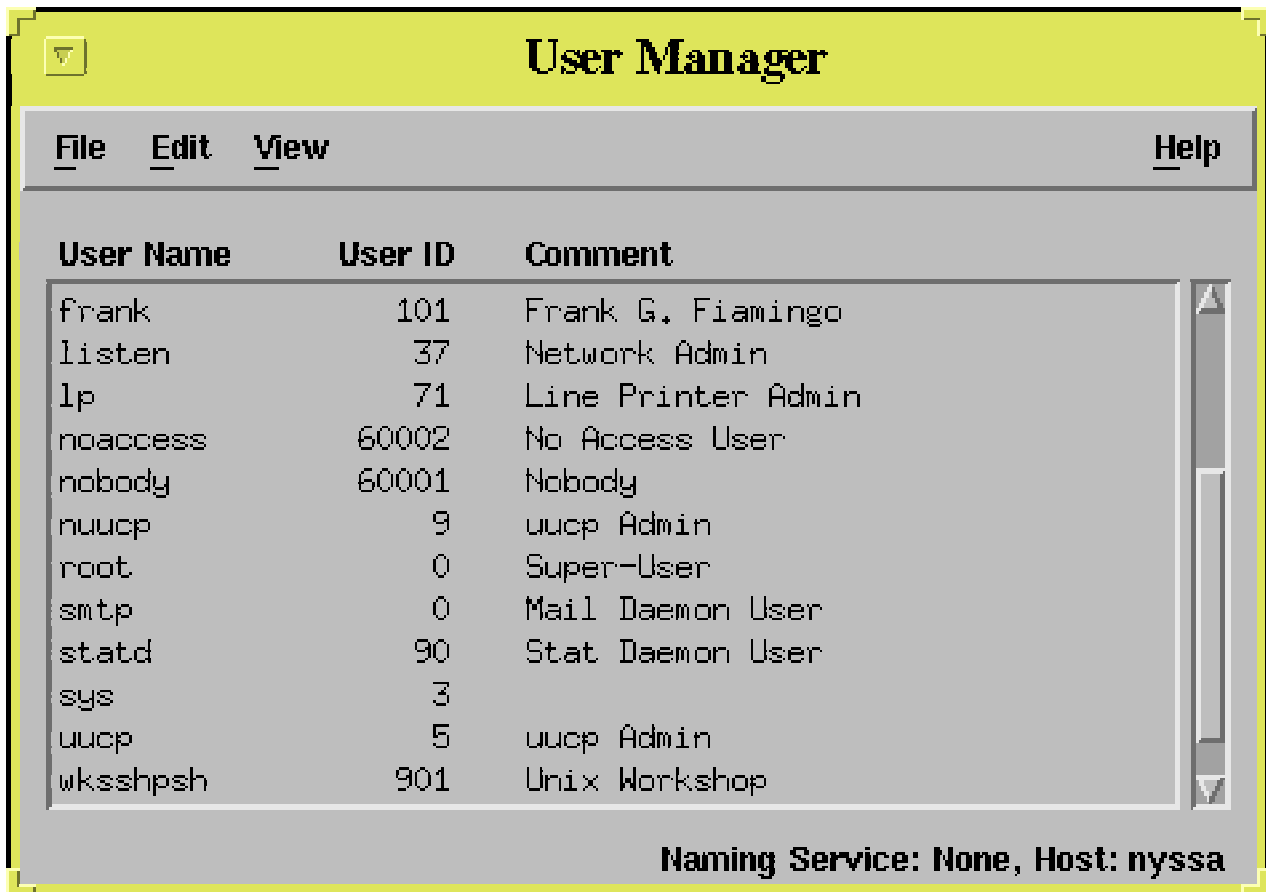 User Manager
File Edit View Help
User Name User ID Comment
frank 101 Frank G. Fiamingo
listen 37 Network Admin
lp 71 Line Printer Admin
noaccess 60002 No Access User
nobody 60001 Nobody
nuucp 9 uucp Admin
root 0 Super-User
smtp 0 Mail Daemon User
statd 90 Stat Daemon User
sys 3
uucp 5 uucp Admin
wksshpsh 901 Unix Workshop
Naming Service: None, Host: nyssa